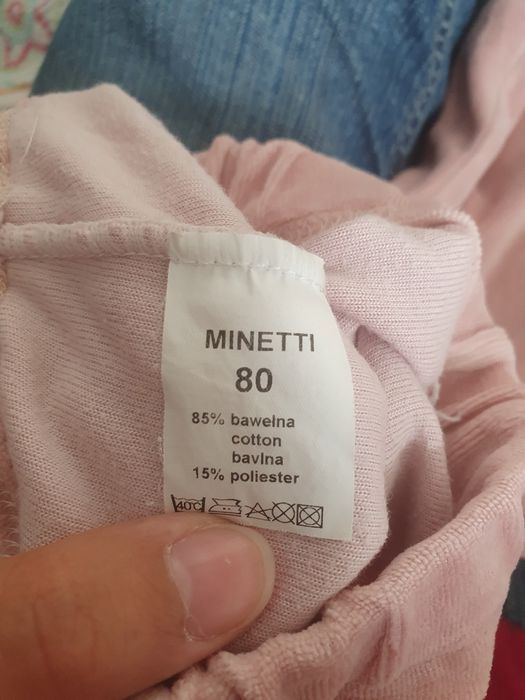 MINETTI
80
85% bawełna
cotton
bavlna
15% poliester
40°C